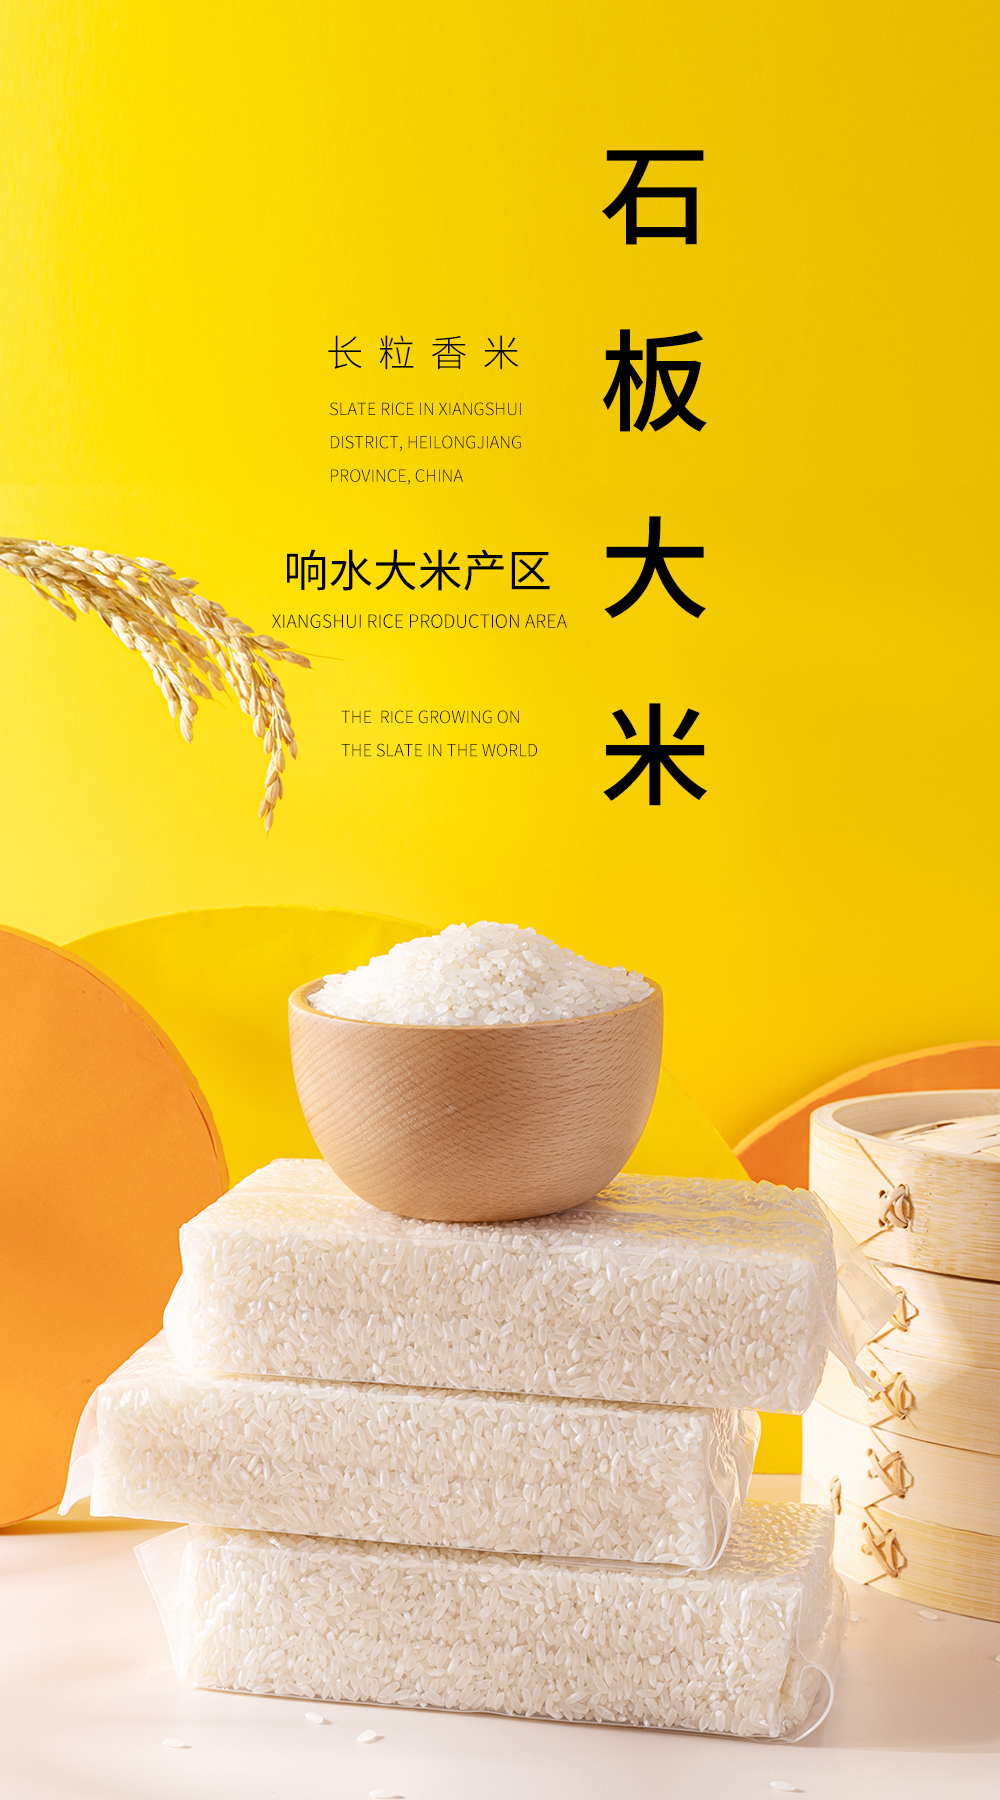 石板大米
长粒香米
SLATE RICE IN XIANGSHUI
DISTRICT, HEILONGJIANG
PROVINCE, CHINA
响水大米产区
XIANGSHUI RICE PRODUCTION AREA
THE RICE GROWING ON
THE SLATE IN THE WORLD